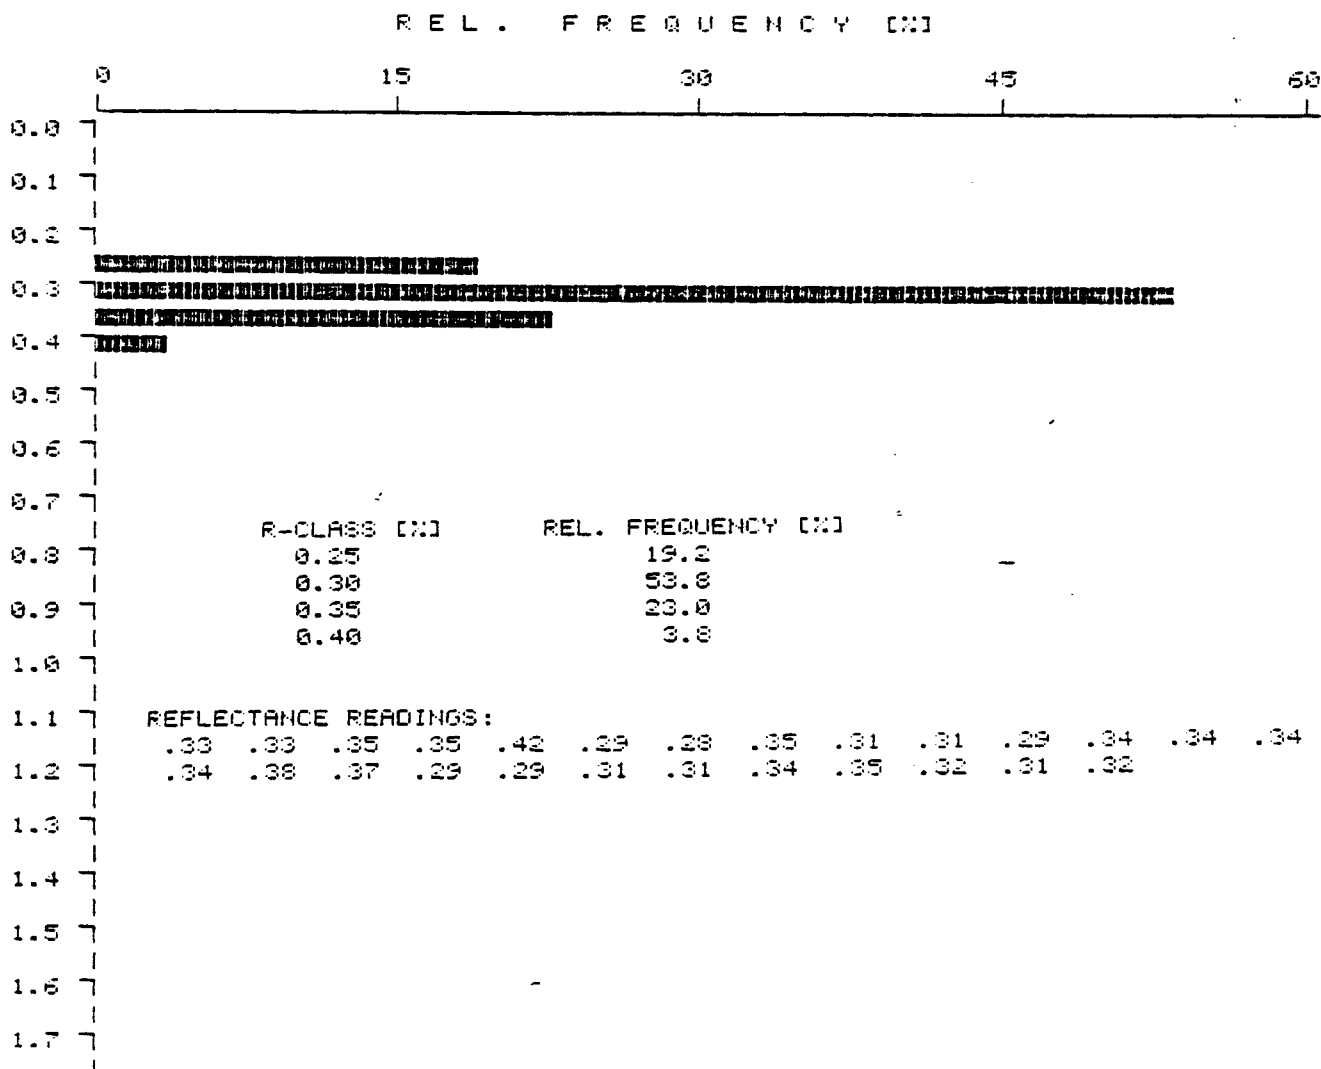 REL. FREQUENCY [%]
0 15 30 45 60
0.0
0.1
0.2
0.3
0.4
0.5
0.6
0.7
R-CLASS [%] REL. FREQUENCY [%]
0.8 0.25 19.2
0.30 53.8
0.9 0.35 23.0
0.40 3.8
1.0
1.1 REFLECTANCE READINGS:
.33 .33 .35 .35 .42 .29 .28 .35 .31 .31 .29 .34 .34 .34
1.2 .34 .38 .37 .29 .29 .31 .31 .34 .35 .32 .31 .32
1.3
1.4
1.5
1.6
1.7